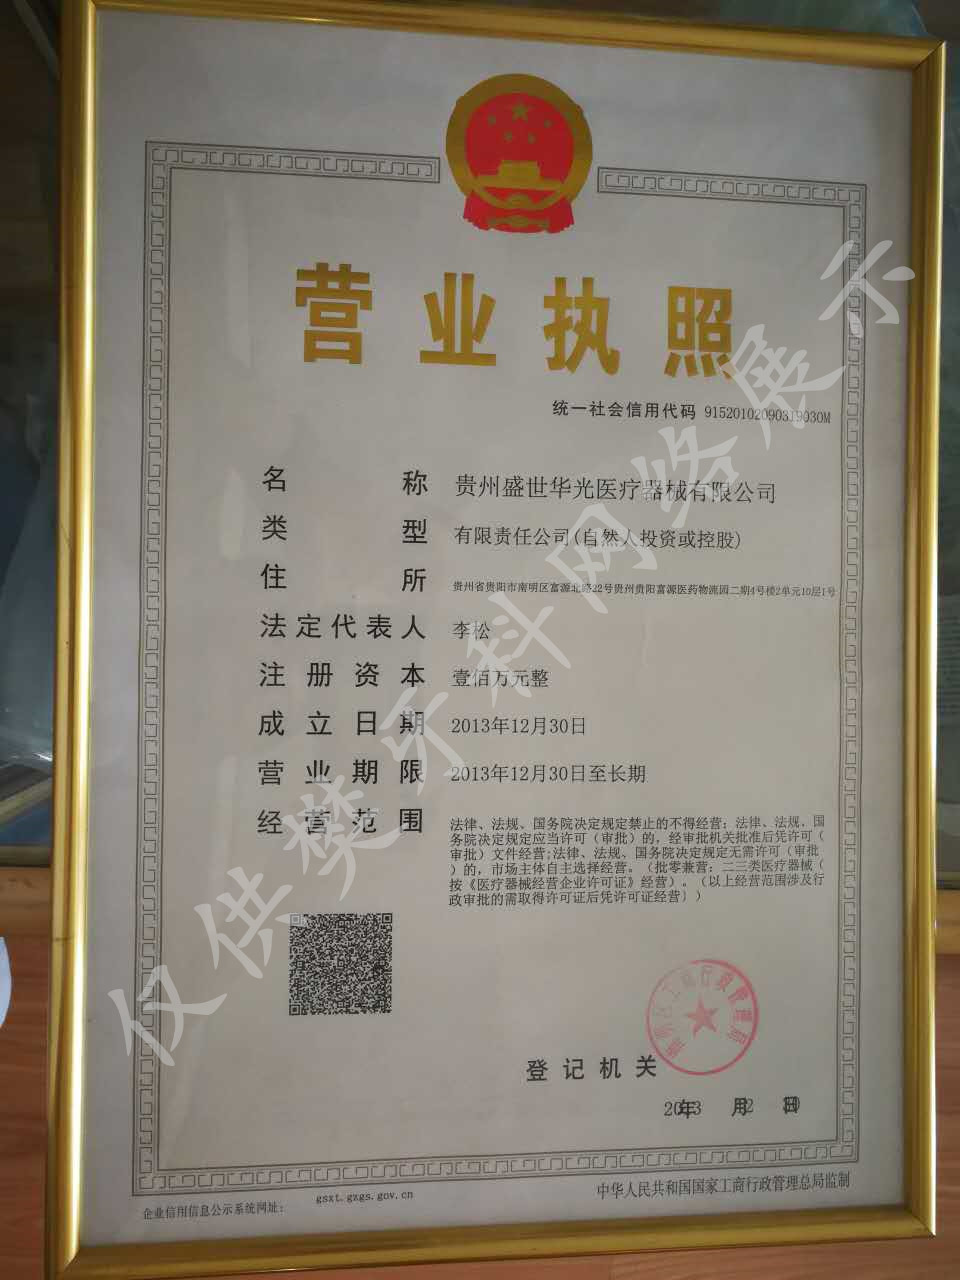 营业执照
统一社会信用代码 91520102090319030M
名称 贵州盛世华光医疗器械有限公司
类型 有限责任公司(自然人投资或控股)
住所 贵州省贵阳市南明区富源北路22号贵州贵阳富源医药物流园二期4号楼2单元10层1号
法定代表人 李松
注册资本 壹佰万元整
成立日期 2013年12月30日
营业期限 2013年12月30日至长期
经营范围 法律、法规、国务院决定规定禁止的不得经营；法律、法规、国
务院决定规定应当许可（审批）的，经审批机关批准后凭许可（
审批）文件经营;法律、法规、国务院决定规定无需许可（审批
）的，市场主体自主选择经营。（批零兼营：二三类医疗器械（
按《医疗器械经营企业许可证》经营）。（以上经营范围涉及行
政审批的需取得许可证后凭许可证经营））
工商行政管理局
登记机关
年 月 日
企业信用信息公示系统网址：
gsxt.gzgs.gov.cn
中华人民共和国国家工商行政管理总局监制
仅供樊牙科网络展示